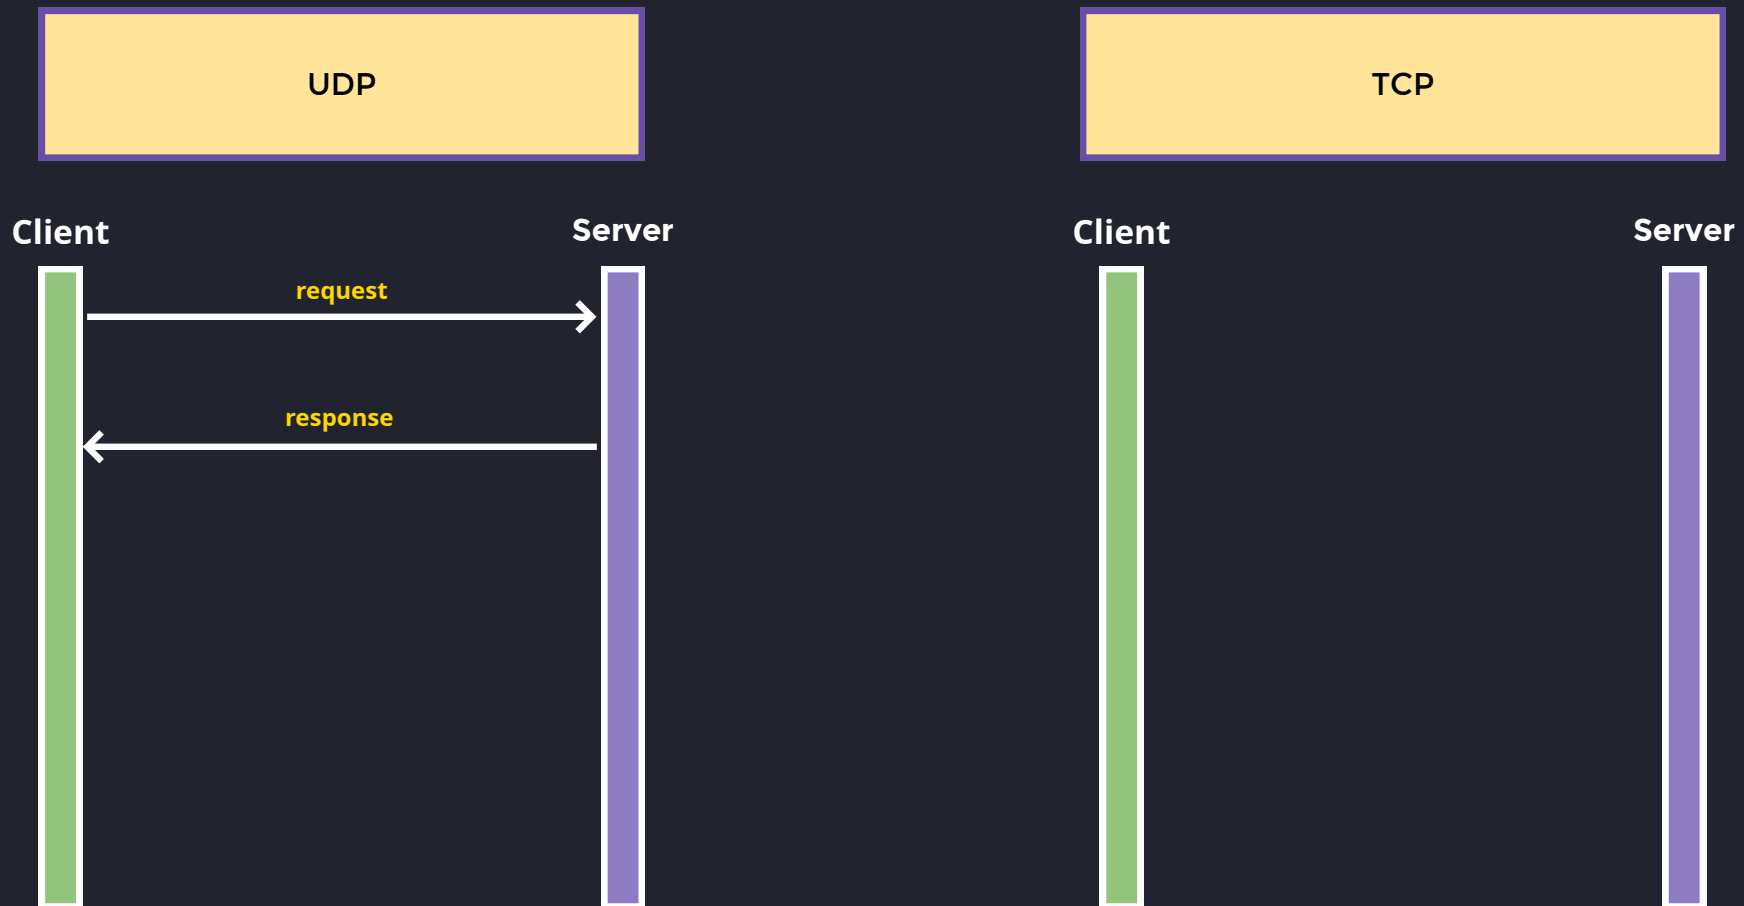 UDP
TCP
Client
Server
Client
Server
request
response